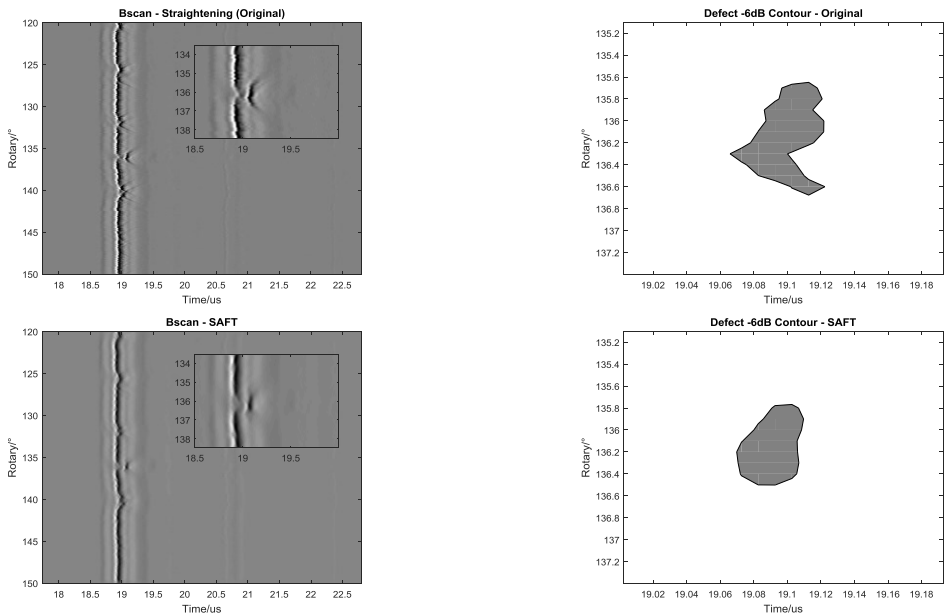 Bscan - Straightening (Original)
120
125
130
135
140
145
150
Rotary/°
134
135
136
137
138
18.5 19 19.5
18 18.5 19 19.5 20 20.5 21 21.5 22 22.5
Time/us
Defect -6dB Contour - Original
135.2
135.4
135.6
135.8
136
136.2
136.4
136.6
136.8
137
137.2
Rotary/°
19.02 19.04 19.06 19.08 19.1 19.12 19.14 19.16 19.18
Time/us
Bscan - SAFT
120
125
130
135
140
145
150
Rotary/°
134
135
136
137
138
18.5 19 19.5
18 18.5 19 19.5 20 20.5 21 21.5 22 22.5
Time/us
Defect -6dB Contour - SAFT
135.2
135.4
135.6
135.8
136
136.2
136.4
136.6
136.8
137
137.2
Rotary/°
19.02 19.04 19.06 19.08 19.1 19.12 19.14 19.16 19.18
Time/us